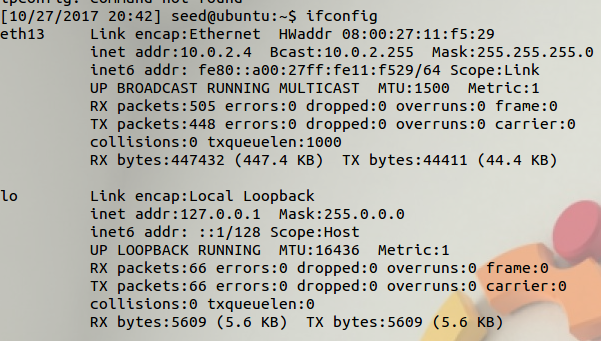 command not found
[10/27/2017 20:42] seed@ubuntu:~$ ifconfig
eth13     Link encap:Ethernet  HWaddr 08:00:27:11:f5:29
          inet addr:10.0.2.4  Bcast:10.0.2.255  Mask:255.255.255.0
          inet6 addr: fe80::a00:27ff:fe11:f529/64 Scope:Link
          UP BROADCAST RUNNING MULTICAST  MTU:1500  Metric:1
          RX packets:505 errors:0 dropped:0 overruns:0 frame:0
          TX packets:448 errors:0 dropped:0 overruns:0 carrier:0
          collisions:0 txqueuelen:1000
          RX bytes:447432 (447.4 KB)  TX bytes:44411 (44.4 KB)

lo        Link encap:Local Loopback
          inet addr:127.0.0.1  Mask:255.0.0.0
          inet6 addr: ::1/128 Scope:Host
          UP LOOPBACK RUNNING  MTU:16436  Metric:1
          RX packets:66 errors:0 dropped:0 overruns:0 frame:0
          TX packets:66 errors:0 dropped:0 overruns:0 carrier:0
          collisions:0 txqueuelen:0
          RX bytes:5609 (5.6 KB)  TX bytes:5609 (5.6 KB)